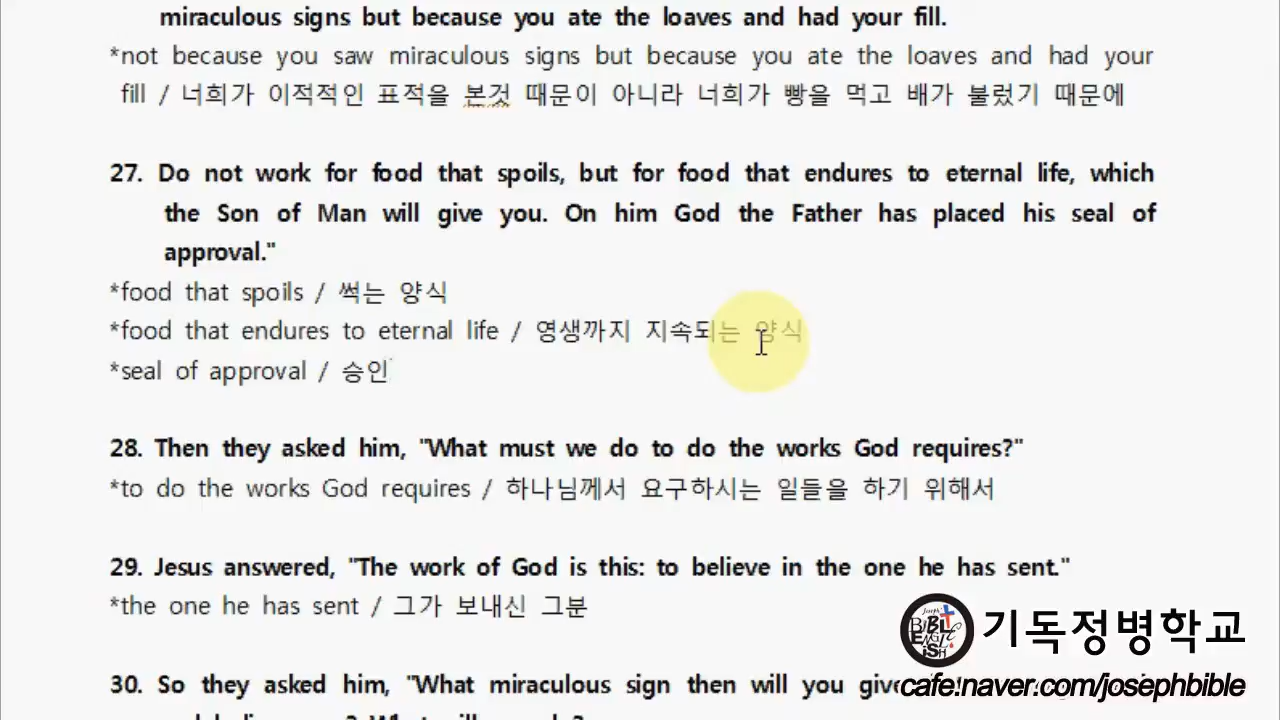 miraculous signs but because you ate the loaves and had your fill.
*not because you saw miraculous signs but because you ate the loaves and had your
fill / 너희가 이적적인 표적을 본것 때문이 아니라 너희가 빵을 먹고 배가 불렀기 때문에
27. Do not work for food that spoils, but for food that endures to eternal life, which
the Son of Man will give you. On him God the Father has placed his seal of
approval."
*food that spoils / 썩는 양식
*food that endures to eternal life / 영생까지 지속되는 양식
*seal of approval / 승인
28. Then they asked him, "What must we do to do the works God requires?"
*to do the works God requires / 하나님께서 요구하시는 일들을 하기 위해서
29. Jesus answered, "The work of God is this: to believe in the one he has sent."
*the one he has sent / 그가 보내신 그분
Joseph BIBLE ENGLISH
기독정병학교
30. So they asked him, "What miraculous sign then will you give
cafe.naver.com/josephbible